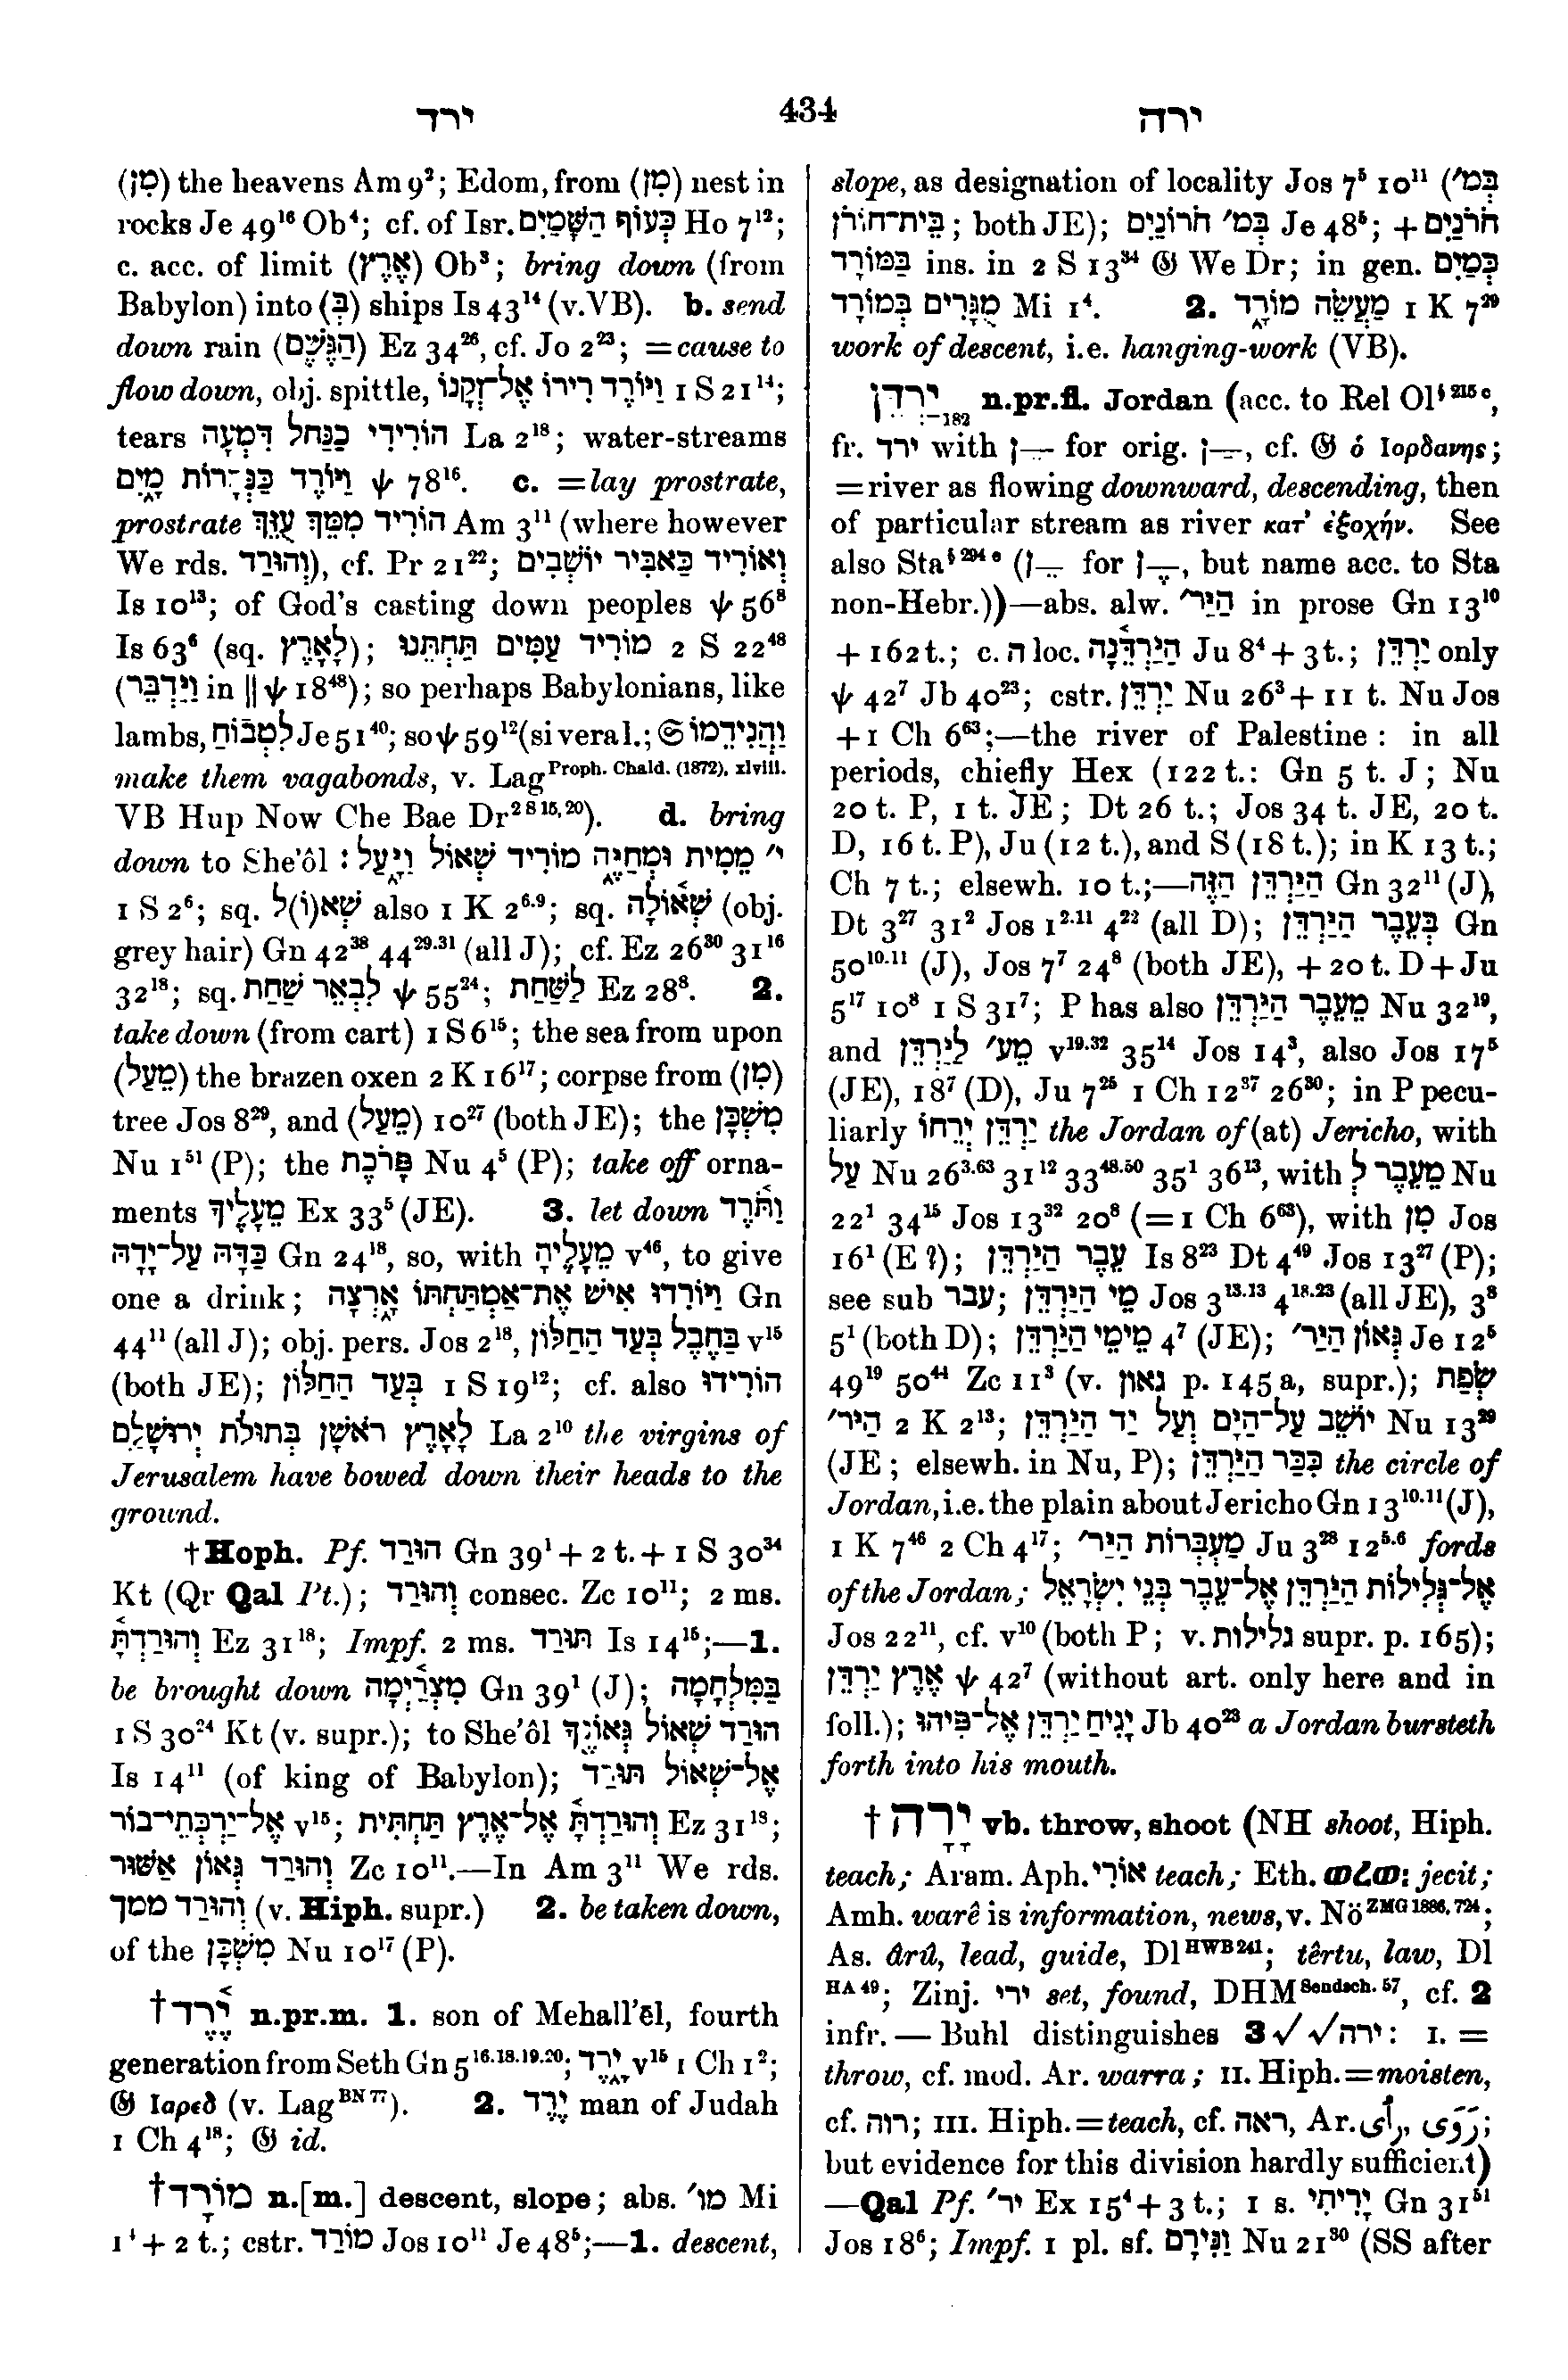 ירד 434 ירה
(מִן) the heavens Am 9²; Edom, from (מִן) nest in
rocks Je 49¹⁶ Ob⁴; cf. of Isr. כְּעוֹף הַשָּׁמַיִם Ho 7¹²;
c. acc. of limit (אֶרֶץ) Ob³; bring down (from
Babylon) into (בְּ) ships Is 43¹⁴ (v. VB). b. send
down rain (הַגֶּשֶׁם) Ez 34²⁶, cf. Jo 2²³; = cause to
flow down, obj. spittle, וַיּוֹרֶד רִירוֹ אֶל־זְקָנוֹ 1 S 21¹⁴;
tears הוֹרִידִי כַנַּחַל דִּמְעָה La 2¹⁸; water-streams
וַיּוֹרֶד כַּנְּהָרוֹת מָיִם ψ 78¹⁶. c. = lay prostrate,
prostrate הוֹרִיד מִמֵּךְ עֻזֵּךְ Am 3¹¹ (where however
We rds. וְהוּרַד), cf. Pr 21²²; וְאוֹרִיד כַּאבִּיר יוֹשְׁבִים
Is 10¹³; of God's casting down peoples ψ 56⁸
Is 63⁶ (sq. לָאָרֶץ); מוֹרִיד עַמִּים תַּחְתֵּנוּ 2 S 22⁴⁸
(וַיַּדְבֵּר in || ψ 18⁴⁸); so perhaps Babylonians, like
lambs, לִטְבוֹחַ Je 51⁴⁰; so ψ 59¹² (si vera l.; 𝔖 וַהֲנִידֵמוֹ
make them vagabonds, v. Lag Proph. Chald. (1872), xlviii.
VB Hup Now Che Bae Dr² ˢ ¹⁵,²⁰). d. bring
down to She'ôl: י׳ מֵמִית וּמְחַיֶּה מוֹרִיד שְׁאוֹל וַיָּעַל
1 S 2⁶; sq. שְׁא(וֹ)ל also 1 K 2⁶·⁹; sq. שְׁאוֹלָה (obj.
grey hair) Gn 42³⁸ 44²⁹·³¹ (all J); cf. Ez 26²⁰ 31¹⁶
32¹⁸; sq. לִבְאֵר שַׁחַת ψ 55²⁴; לַשַּׁחַת Ez 28⁸. 2.
take down (from cart) 1 S 6¹⁵; the sea from upon
(מֵעַל) the brazen oxen 2 K 16¹⁷; corpse from (מִן)
tree Jos 8²⁹, and (מֵעַל) 10²⁷ (both JE); the מִשְׁכָּן
Nu 1⁵¹ (P); the פָּרֹכֶת Nu 4⁵ (P); take off orna-
ments מֵעָלֶיךָ Ex 33⁵ (JE). 3. let down וַתֹּרֶד
כַּדָּהּ עַל־יָדָהּ Gn 24¹⁸, so, with מֵעָלֶיהָ v⁴⁶, to give
one a drink; וַיּוֹרִדוּ אִישׁ אֶת־אַמְתַּחְתּוֹ אָרְצָה Gn
44¹¹ (all J); obj. pers. Jos 2¹⁸, בַּחֶבֶל בְּעַד הַחַלּוֹן v¹⁵
(both JE); בְּעַד הַחַלּוֹן 1 S 19¹²; cf. also הוֹרִידוּ
לָאָרֶץ רֹאשָׁן בְּתוּלֹת יְרוּשָׁלִָם La 2¹⁰ the virgins of
Jerusalem have bowed down their heads to the
ground.
†Hoph. Pf. הוּרַד Gn 39¹ + 2 t. + 1 S 30²⁴
Kt (Qr Qal Pt.); וְהוּרַד consec. Zc 10¹¹; 2 ms.
וְהוּרַדְתָּ Ez 31¹⁸; Impf. 2 ms. תּוּרַד Is 14¹⁵;—1.
be brought down מִצְרַיְמָה Gn 39¹ (J); בַּמִּלְחָמָה
1 S 30²⁴ Kt (v. supr.); to She'ôl הוּרַד שְׁאוֹל גְּאוֹנֶךָ
Is 14¹¹ (of king of Babylon); אֶל־שְׁאוֹל תּוּרַד
אֶל־יַרְכְּתֵי־בוֹר v¹⁵; וְהוּרַדְתָּ אֶל־אֶרֶץ תַּחְתִּית Ez 31¹⁸;
וְהוּרַד גְּאוֹן אַשּׁוּר Zc 10¹¹.—In Am 3¹¹ We rds.
וְהוּרַד ממך (v. Hiph. supr.) 2. be taken down,
of the מִשְׁכָּן Nu 10¹⁷ (P).
†יֶרֶד n.pr.m. 1. son of Mehall'ēl, fourth
generation from Seth Gn 5¹⁶·¹⁸·¹⁹·²⁰; יָרֶד v¹⁵ 1 Ch 1²;
𝔊 Ιαρεδ (v. Lag BN 77). 2. יֶרֶד man of Judah
1 Ch 4¹⁸; 𝔊 id.
†מוֹרָד n.[m.] descent, slope; abs. מו׳ Mi
1⁴ + 2 t.; cstr. מוֹרַד Jos 10¹¹ Je 48⁵;—1. descent,
slope, as designation of locality Jos 7⁵ 10¹¹ (בְּמ׳
בֵּית־חוֹרֹן; both JE); בְּמ׳ חֹרוֹנַיִם Je 48⁵; + חֹרֹנַיִם
בַּמּוֹרָד ins. in 2 S 13³⁴ 𝔊 We Dr; in gen. כְּמַיִם
מֻגָּרִים בְּמוֹרָד Mi 1⁴. 2. מַעֲשֵׂה מוֹרָד 1 K 7²⁹
work of descent, i.e. hanging-work (VB).
יַרְדֵּן 182 n.pr.fl. Jordan (acc. to Rel Ol§ 215 c,
fr. ירד with ־ֵן for orig. ־ָן, cf. 𝔊 ὁ Ιορδανης;
= river as flowing downward, descending, then
of particular stream as river κατ' ἐξοχήν. See
also Sta§ 294 c (־ֵן for ־ֶן, but name acc. to Sta
non-Hebr.))—abs. alw. הַיַּר׳ in prose Gn 13¹⁰
+ 162 t.; c. ה loc. הַיַּרְדֵּנָה Ju 8⁴ + 3 t.; יַרְדֵּן only
ψ 42⁷ Jb 40²³; cstr. יַרְדֵּן Nu 26³ + 11 t. Nu Jos
+ 1 Ch 6⁶³;—the river of Palestine : in all
periods, chiefly Hex (122 t.: Gn 5 t. J; Nu
20 t. P, 1 t. JE; Dt 26 t.; Jos 34 t. JE, 20 t.
D, 16 t. P), Ju (12 t.), and S (18 t.); in K 13 t.;
Ch 7 t.; elsewh. 10 t.;—הַיַּרְדֵּן הַזֶּה Gn 32¹¹ (J),
Dt 3²⁷ 31² Jos 1²·¹¹ 4²² (all D); בְּעֵבֶר הַיַּרְדֵּן Gn
50¹⁰·¹¹ (J), Jos 7⁷ 24⁸ (both JE), + 20 t. D + Ju
5¹⁷ 10⁸ 1 S 31⁷; P has also מֵעֵבֶר הַיַּרְדֵּן Nu 32¹⁹,
and מֵע׳ לַיַּרְדֵּן v¹⁹·³² 35¹⁴ Jos 14³, also Jos 17⁵
(JE), 18⁷ (D), Ju 7²⁵ 1 Ch 12³⁷ 26³⁰; in P pecu-
liarly יַרְדֵּן יְרֵחוֹ the Jordan of (at) Jericho, with
עַל Nu 26³·⁶³ 31¹² 33⁴⁸·⁵⁰ 35¹ 36¹³, with מֵעֵבֶר לְ Nu
22¹ 34¹⁵ Jos 13³² 20⁸ (= 1 Ch 6⁶³), with מִן Jos
16¹ (E ?); עֵבֶר הַיַּרְדֵּן Is 8²³ Dt 4⁴⁹ Jos 13²⁷ (P);
see sub עבר; מֵי הַיַּרְדֵּן Jos 3¹³·¹³ 4¹⁸·²³ (all JE), 3⁸
5¹ (both D); מֵימֵי הַיַּרְדֵּן 4⁷ (JE); גְּאוֹן הַיַּר׳ Je 12⁵
49¹⁹ 50⁴⁴ Zc 11³ (v. גאון p. 145 a, supr.); שְׂפַת
הַיַּר׳ 2 K 2¹³; יוֹשֵׁב עַל־הַיָּם וְעַל יַד הַיַּרְדֵּן Nu 13²⁹
(JE; elsewh. in Nu, P); כִּכַּר הַיַּרְדֵּן the circle of
Jordan, i.e. the plain about Jericho Gn 13¹⁰·¹¹ (J),
1 K 7⁴⁶ 2 Ch 4¹⁷; מַעְבְּרוֹת הַיַּר׳ Ju 3²⁸ 12⁵·⁶ fords
of the Jordan; אֶל־גְּלִילוֹת הַיַּרְדֵּן אֶל־עֵבֶר בְּנֵי יִשְׂרָאֵל
Jos 22¹¹, cf. v¹⁰ (both P; v. גלילות supr. p. 165);
אֶרֶץ יַרְדֵּן ψ 42⁷ (without art. only here and in
foll.); יָגִיחַ יַרְדֵּן אֶל־פִּיהוּ Jb 40²³ a Jordan bursteth
forth into his mouth.
†יָרָה vb. throw, shoot (NH shoot, Hiph.
teach; Aram. Aph. אוֹרִי teach; Eth. ወረወ: jecit;
Amh. warê is information, news, v. Nö ZMG 1886, 724;
As. ârû, lead, guide, Dl HWB 241; têrtu, law, Dl
HA 49; Zinj. ירי set, found, DHM Sendsch. 57, cf. 2
infr. — Buhl distinguishes 3 √√ ירה: I. =
throw, cf. mod. Ar. warra; II. Hiph. = moisten,
cf. רוה; III. Hiph. = teach, cf. ראה, Ar. رأى, روّى;
but evidence for this division hardly sufficient)
—Qal Pf. יר׳ Ex 15⁴ + 3 t.; 1 s. יָרִיתִי Gn 31⁵¹
Jos 18⁶; Impf. 1 pl. sf. וַנִּירָם Nu 21³⁰ (SS after